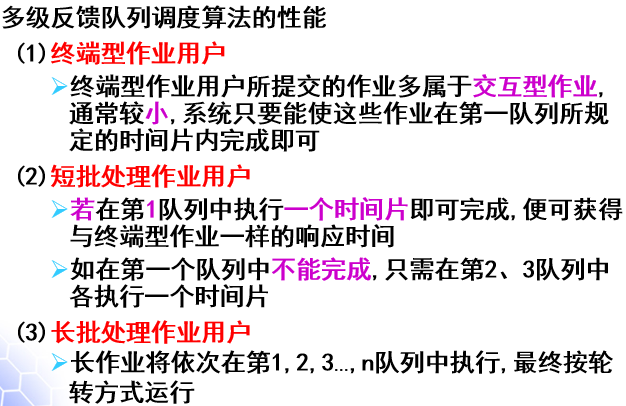 多级反馈队列调度算法的性能
(1)终端型作业用户
➢终端型作业用户所提交的作业多属于交互型作业,
通常较小,系统只要能使这些作业在第一队列所规
定的时间片内完成即可
(2)短批处理作业用户
➢若在第1队列中执行一个时间片即可完成,便可获得
与终端型作业一样的响应时间
➢如在第一个队列中不能完成,只需在第2、3队列中
各执行一个时间片
(3)长批处理作业用户
➢长作业将依次在第1,2,3…,n队列中执行,最终按轮
转方式运行